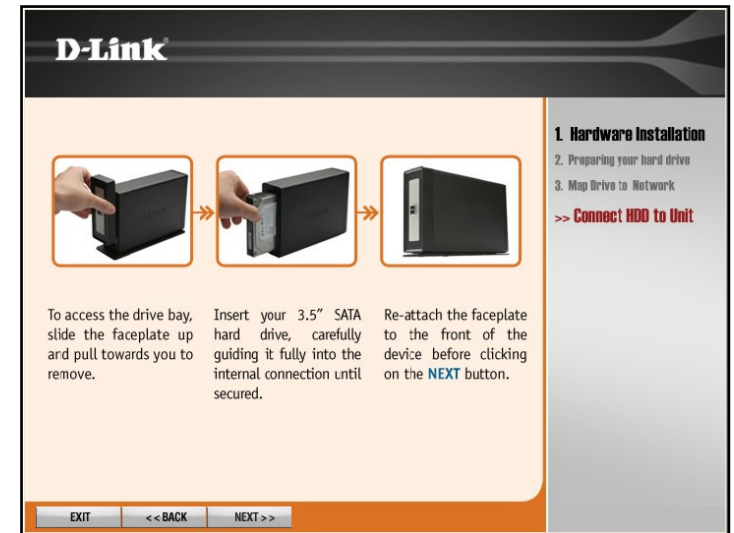 D-Link
1. Hardware Installation
2. Preparing your hard drive
3. Map Drive to Network
>> Connect HDD to Unit
To access the drive bay,
slide the faceplate up
and pull towards you to
remove.
Insert your 3.5" SATA
hard drive, carefully
guiding it fully into the
internal connection until
secured.
Re-attach the faceplate
to the front of the
device before clicking
on the NEXT button.
EXIT
<< BACK
NEXT >>